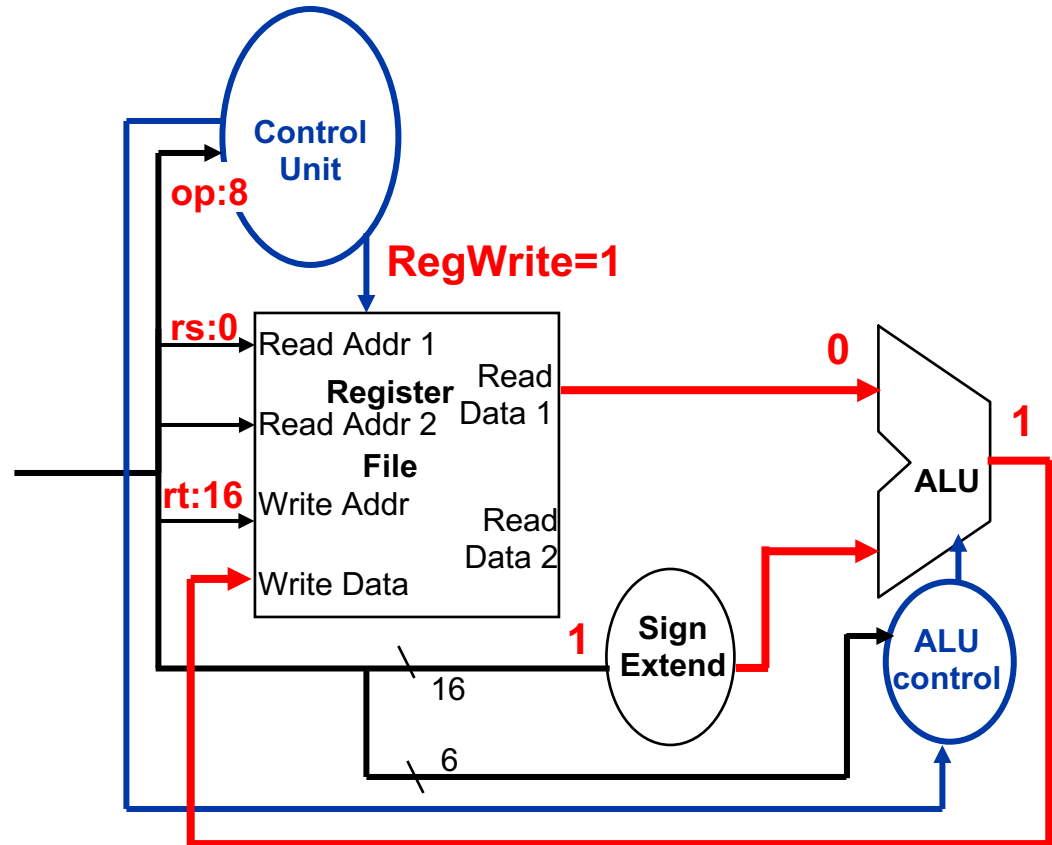 Control
Unit
op:8
RegWrite=1
rs:0
Read Addr 1
Register
Read Addr 2
File
rt:16
Write Addr
Write Data
Read
Data 1
Read
Data 2
0
1
ALU
1
Sign
Extend
ALU
control
16
6